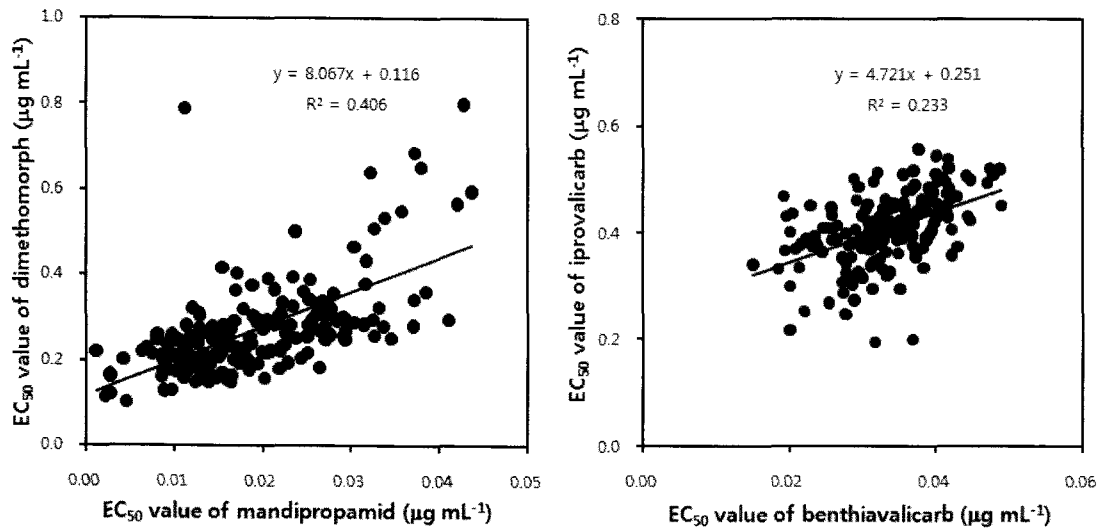 EC50 value of dimethomorph (μg mL-1)
1.0
0.8
0.6
0.4
0.2
0.0
y = 8.067x + 0.116
R² = 0.406
0.00
0.01
0.02
0.03
0.04
0.05
EC50 value of mandipropamid (μg mL-1)
EC50 value of iprovalicarb (μg mL-1)
0.8
0.6
0.4
0.2
0.0
y = 4.721x + 0.251
R² = 0.233
0.00
0.02
0.04
0.06
EC50 value of benthiavalicarb (μg mL-1)